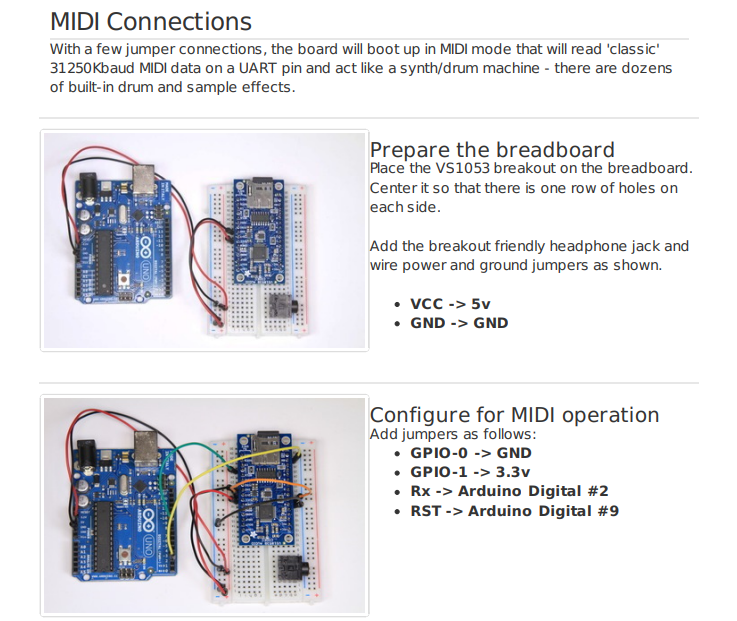 MIDI Connections
With a few jumper connections, the board will boot up in MIDI mode that will read 'classic'
31250Kbaud MIDI data on a UART pin and act like a synth/drum machine - there are dozens
of built-in drum and sample effects.
Prepare the breadboard
Place the VS1053 breakout on the breadboard.
Center it so that there is one row of holes on
each side.
Add the breakout friendly headphone jack and
wire power and ground jumpers as shown.
• VCC -> 5v
• GND -> GND
UNO
ARDUINO
Configure for MIDI operation
Add jumpers as follows:
• GPIO-0 -> GND
• GPIO-1 -> 3.3v
• Rx -> Arduino Digital #2
• RST -> Arduino Digital #9
UNO
ARDUINO